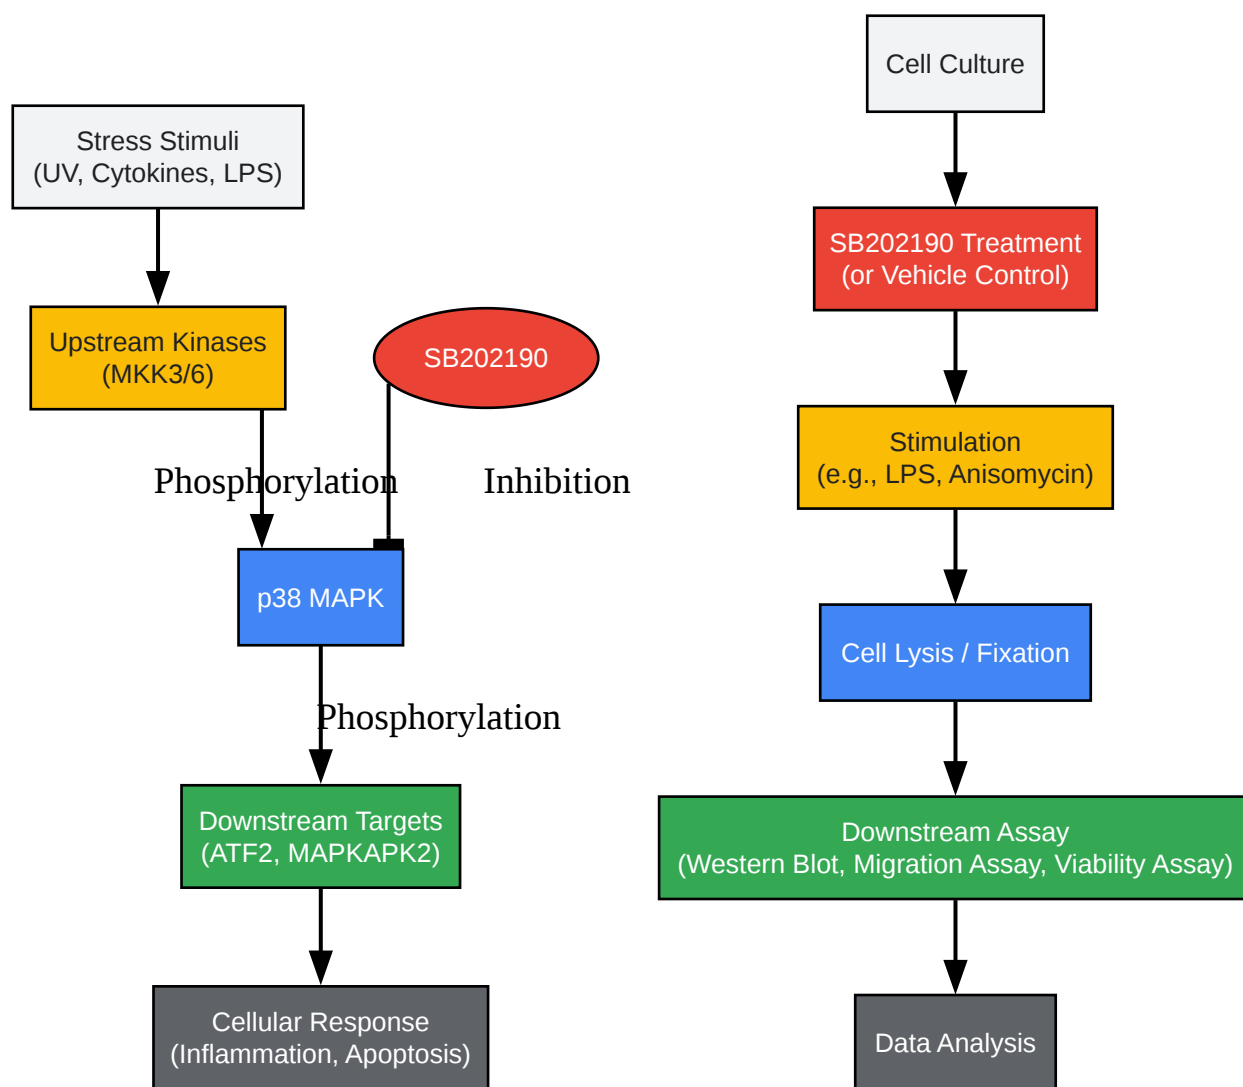 Stress Stimuli
(UV, Cytokines, LPS)
Upstream Kinases
(MKK3/6)
SB202190
Phosphorylation
Inhibition
p38 MAPK
Phosphorylation
Downstream Targets
(ATF2, MAPKAPK2)
Cellular Response
(Inflammation, Apoptosis)
Cell Culture
SB202190 Treatment
(or Vehicle Control)
Stimulation
(e.g., LPS, Anisomycin)
Cell Lysis / Fixation
Downstream Assay
(Western Blot, Migration Assay, Viability Assay)
Data Analysis